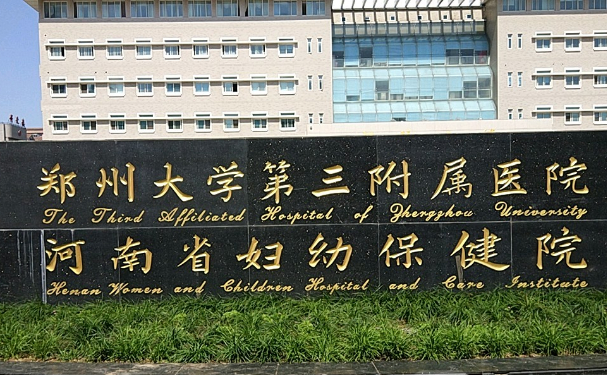 郑州大学第三附属医院
The Third Affiliated Hospital of Zhengzhou University
河南省妇幼保健院
Henan Women and Children Hospital and Care Institute